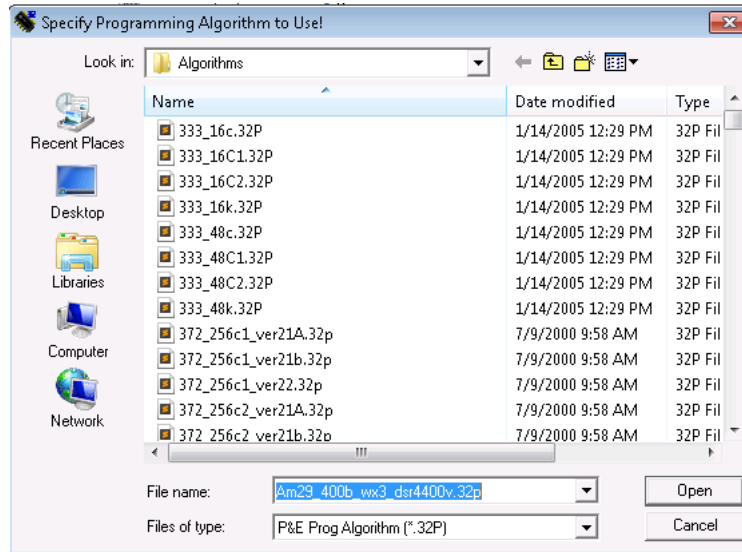 Specify Programming Algorithm to Use!
Look in: Algorithms
Name Date modified Type
333_16c.32P 1/14/2005 12:29 PM 32P Fil
333_16C1.32P 1/14/2005 12:29 PM 32P Fil
333_16C2.32P 1/14/2005 12:29 PM 32P Fil
333_16k.32P 1/14/2005 12:29 PM 32P Fil
333_48c.32P 1/14/2005 12:29 PM 32P Fil
333_48C1.32P 1/14/2005 12:29 PM 32P Fil
333_48C2.32P 1/14/2005 12:29 PM 32P Fil
333_48k.32P 1/14/2005 12:29 PM 32P Fil
372_256c1_ver21A.32p 7/9/2000 9:58 AM 32P Fil
372_256c1_ver21b.32p 7/9/2000 9:58 AM 32P Fil
372_256c1_ver22.32p 7/9/2000 9:58 AM 32P Fil
372_256c2_ver21A.32p 7/9/2000 9:58 AM 32P Fil
372_256c2_ver21b.32p 7/9/2000 9:58 AM 32P Fil
Recent Places
Desktop
Libraries
Computer
Network
File name: Am29_400b_wx3_dsr4400v.32p Open
Files of type: P&E Prog Algorithm (*.32P) Cancel